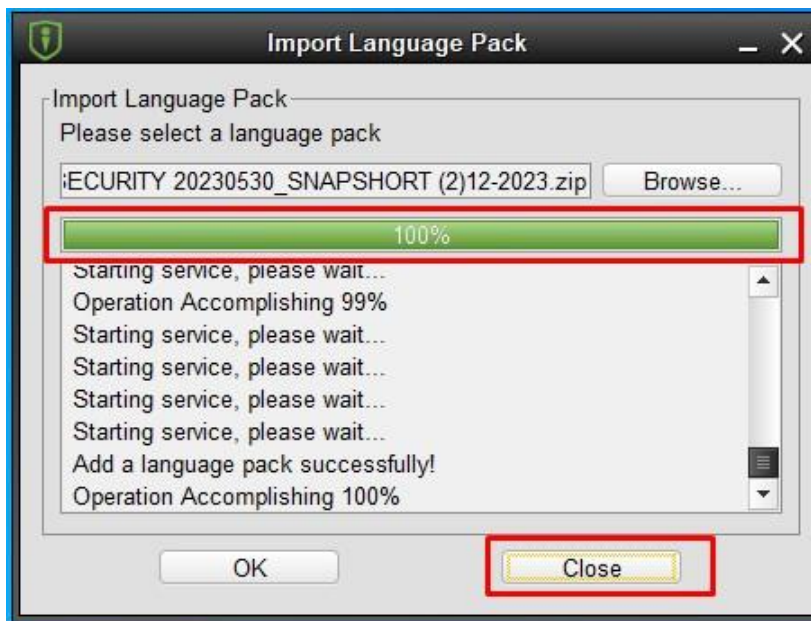 Import Language Pack
Import Language Pack
Please select a language pack
ECURITY 20230530_SNAPSHORT (2)12-2023.zip Browse...
100%
Starting service, please wait...
Operation Accomplishing 99%
Starting service, please wait...
Starting service, please wait...
Starting service, please wait...
Starting service, please wait...
Add a language pack successfully!
Operation Accomplishing 100%
OK Close